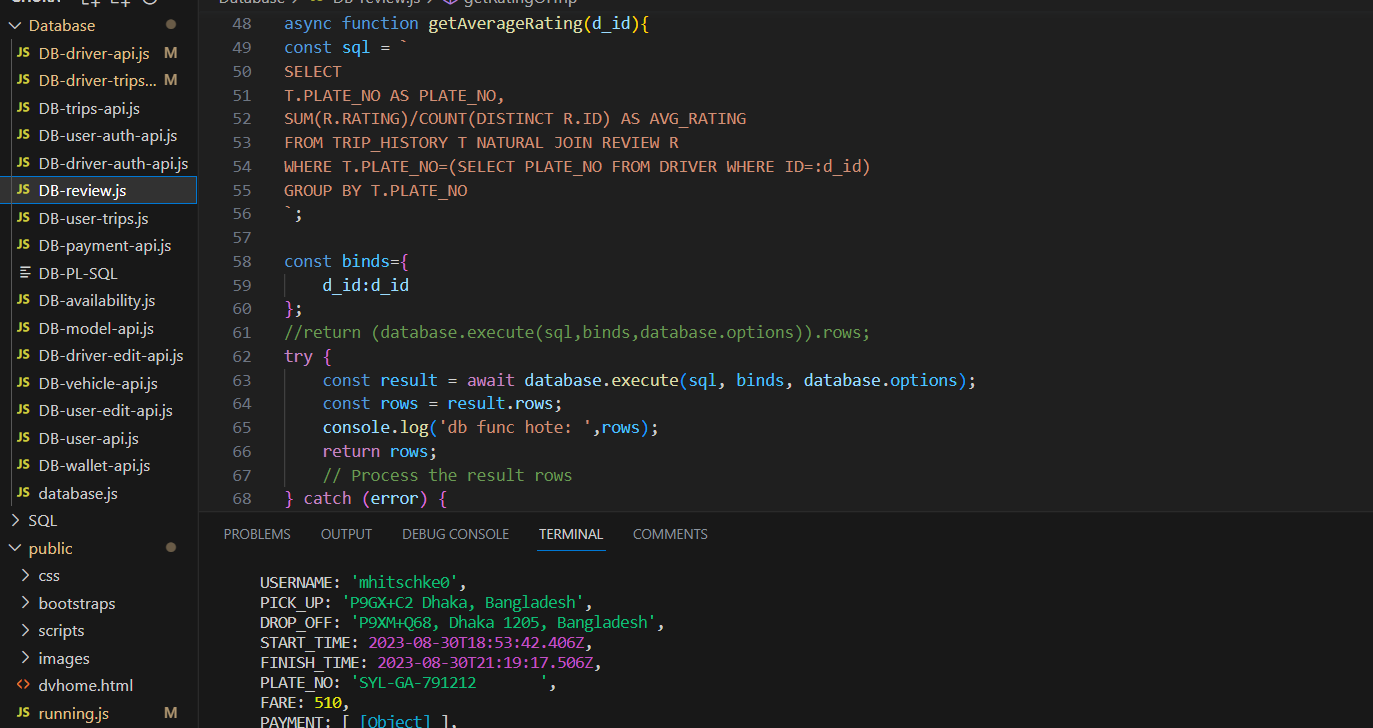 Database
JS DB-driver-api.js M
JS DB-driver-trips... M
JS DB-trips-api.js
JS DB-user-auth-api.js
JS DB-driver-auth-api.js
JS DB-review.js
JS DB-user-trips.js
JS DB-payment-api.js
DB-PL-SQL
JS DB-availability.js
JS DB-model-api.js
JS DB-driver-edit-api.js
JS DB-vehicle-api.js
JS DB-user-edit-api.js
JS DB-user-api.js
JS DB-wallet-api.js
JS database.js
SQL
public
css
bootstraps
scripts
images
<> dvhome.html
JS running.js M
48 async function getAverageRating(d_id){
49 const sql = `
50 SELECT
51 T.PLATE_NO AS PLATE_NO,
52 SUM(R.RATING)/COUNT(DISTINCT R.ID) AS AVG_RATING
53 FROM TRIP_HISTORY T NATURAL JOIN REVIEW R
54 WHERE T.PLATE_NO=(SELECT PLATE_NO FROM DRIVER WHERE ID=:d_id)
55 GROUP BY T.PLATE_NO
56 `;
57
58 const binds={
59 d_id:d_id
60 };
61 //return (database.execute(sql,binds,database.options)).rows;
62 try {
63 const result = await database.execute(sql, binds, database.options);
64 const rows = result.rows;
65 console.log('db func hote: ',rows);
66 return rows;
67 // Process the result rows
68 } catch (error) {
PROBLEMS OUTPUT DEBUG CONSOLE TERMINAL COMMENTS
USERNAME: 'mhitschke0',
PICK_UP: 'P9GX+C2 Dhaka, Bangladesh',
DROP_OFF: 'P9XM+Q68, Dhaka 1205, Bangladesh',
START_TIME: 2023-08-30T18:53:42.406Z,
FINISH_TIME: 2023-08-30T21:19:17.506Z,
PLATE_NO: 'SYL-GA-791212       ',
FARE: 510,
PAYMENT: [ [Object] ],